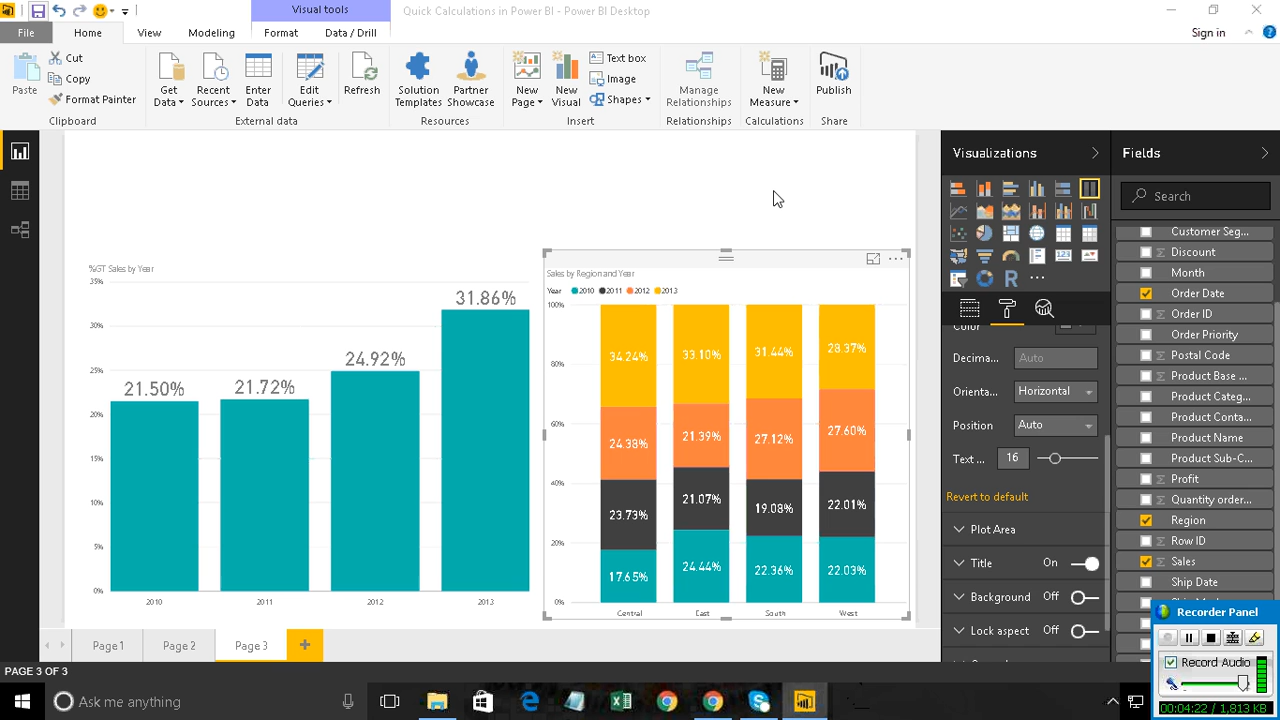 Visual tools
Quick Calculations in Power BI - Power BI Desktop
File
Home
View
Modeling
Format
Data / Drill
Sign in
Paste
Cut
Copy
Format Painter
Clipboard
Get Data
Recent Sources
Enter Data
Edit Queries
External data
Refresh
Solution Templates
Partner Showcase
Resources
New Page
New Visual
Text box
Image
Shapes
Insert
Manage Relationships
Relationships
New Measure
Calculations
Publish
Share
%GT Sales by Year
35%
30%
25%
20%
15%
10%
5%
0%
21.50%
21.72%
24.92%
31.86%
2010
2011
2012
2013
Sales by Region and Year
Year 2010 2011 2012 2013
100%
80%
60%
40%
20%
0%
34.24%
33.10%
31.44%
28.37%
24.38%
21.39%
27.12%
27.60%
23.73%
21.07%
19.08%
22.01%
17.65%
24.44%
22.36%
22.03%
Central
East
South
West
Visualizations
R
Color
Decima...
Auto
Orienta...
Horizontal
Position
Auto
Text ...
16
Revert to default
Plot Area
Title
On
Background
Off
Lock aspect
Off
Fields
Search
Customer Seg...
Discount
Month
Order Date
Order ID
Order Priority
Postal Code
Product Base ...
Product Categ...
Product Conta...
Product Name
Product Sub-C...
Profit
Quantity order...
Region
Row ID
Sales
Ship Date
Page 1
Page 2
Page 3
PAGE 3 OF 3
Recorder Panel
Record Audio
00:04:22 / 1,813 KB
Ask me anything